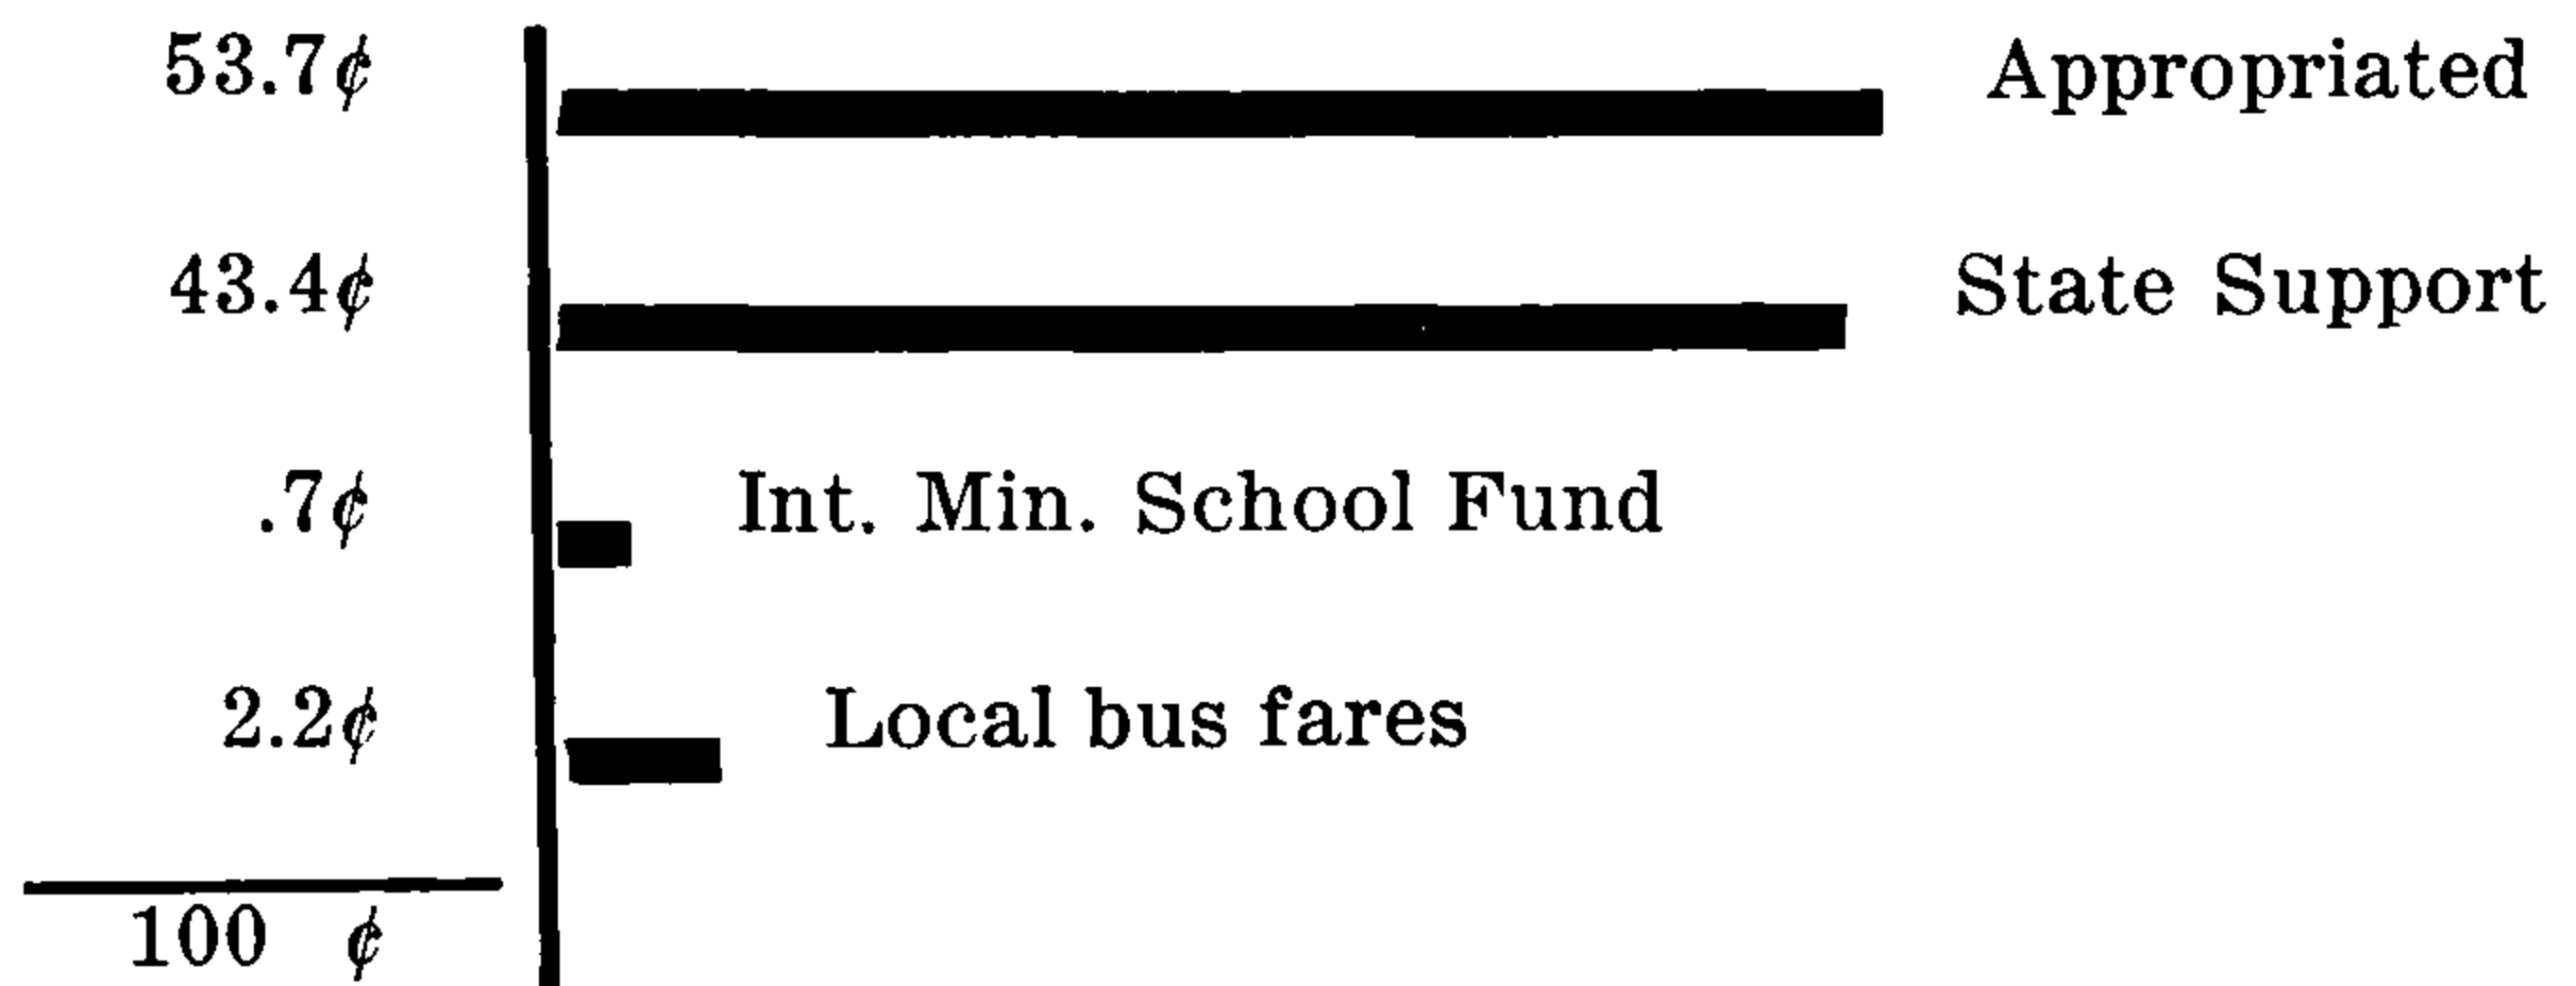 53.7¢ Appropriated
43.4¢ State Support
.7¢ Int. Min. School Fund
2.2¢ Local bus fares
100 ¢